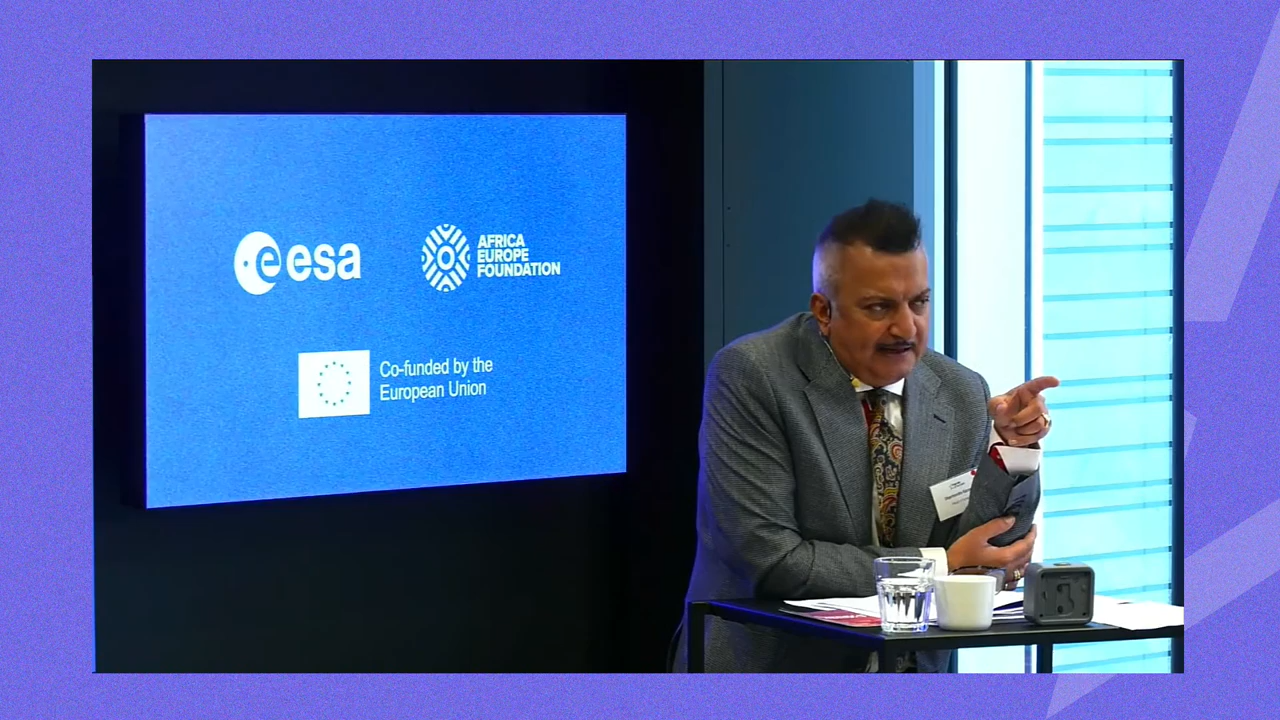 esa
AFRICA
EUROPE
FOUNDATION
Co-funded by the
European Union